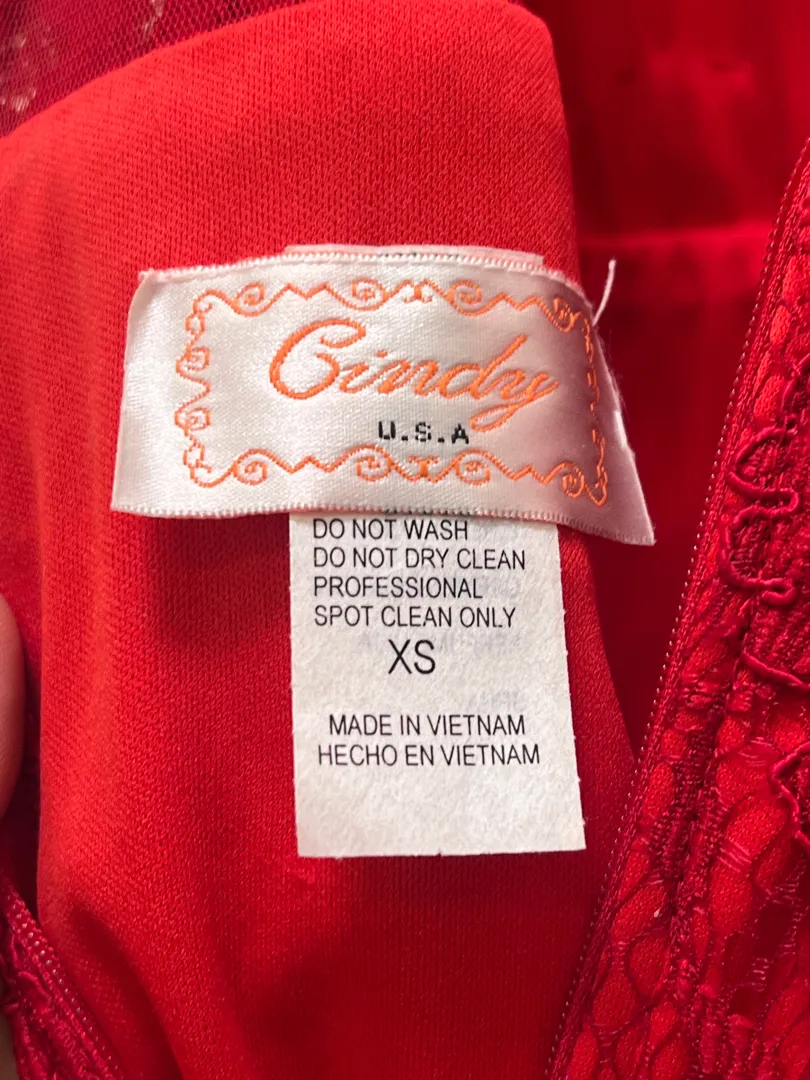 Cindy
U.S.A
DO NOT WASH
DO NOT DRY CLEAN
PROFESSIONAL
SPOT CLEAN ONLY
XS
MADE IN VIETNAM
HECHO EN VIETNAM